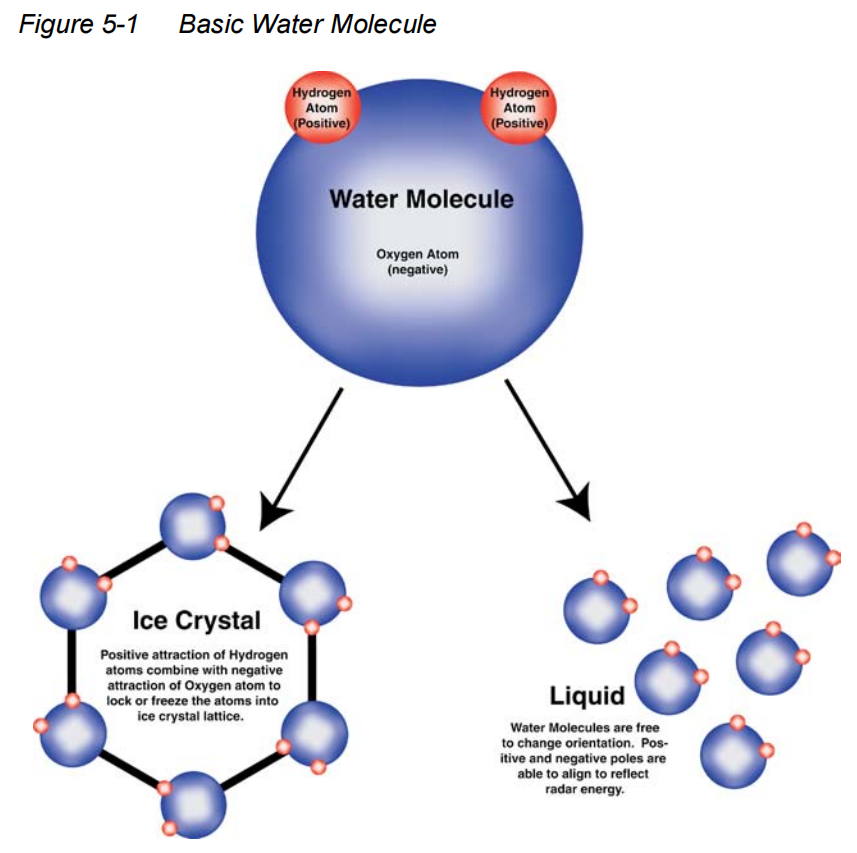 Figure 5-1 Basic Water Molecule
Hydrogen
Atom
(Positive)
Hydrogen
Atom
(Positive)
Water Molecule
Oxygen Atom
(negative)
Ice Crystal
Positive attraction of Hydrogen
atoms combine with negative
attraction of Oxygen atom to
lock or freeze the atoms into
ice crystal lattice.
Liquid
Water Molecules are free
to change orientation. Pos-
itive and negative poles are
able to align to reflect
radar energy.